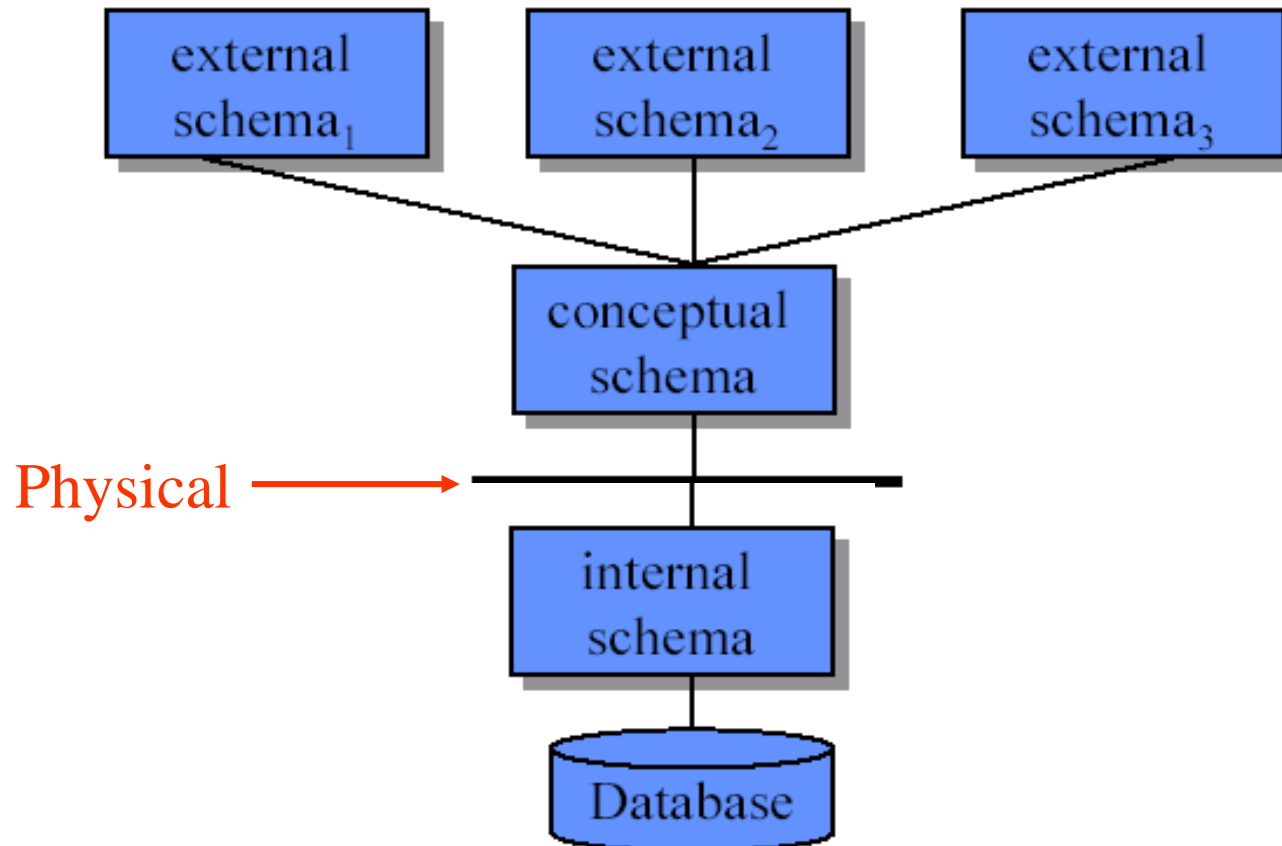 external
schema₁
external
schema₂
external
schema₃
conceptual
schema
Physical
internal
schema
Database